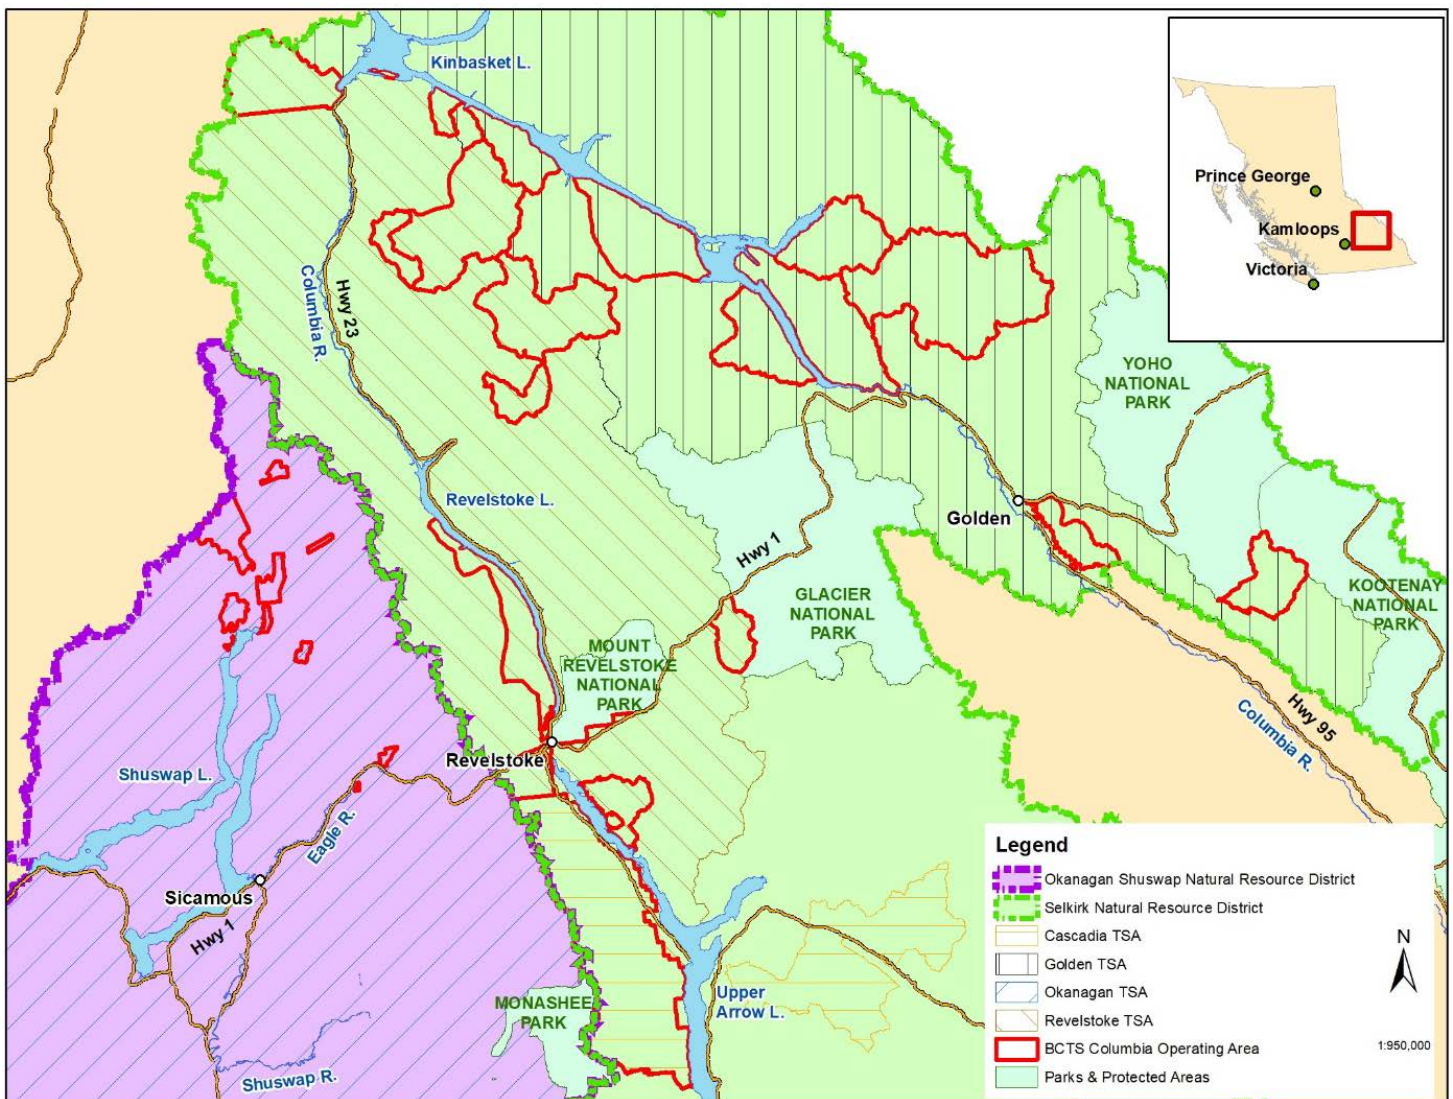 Kinbasket L.
Prince George
Kamloops
Victoria
Columbia R.
Hwy 23
YOHO
NATIONAL
PARK
Revelstoke L.
Golden
Hwy 1
GLACIER
NATIONAL
PARK
KOOTENAY
NATIONAL
PARK
MOUNT
REVELSTOKE
NATIONAL
PARK
Hwy 95
Columbia R.
Revelstoke
Shuswap L.
Eagle R.
Sicamous
Hwy 1
MONASHEE
PARK
Upper
Arrow L.
Shuswap R.
Legend
Okanagan Shuswap Natural Resource District
Selkirk Natural Resource District
Cascadia TSA
Golden TSA
Okanagan TSA
Revelstoke TSA
BCTS Columbia Operating Area
Parks & Protected Areas
N
1:950,000